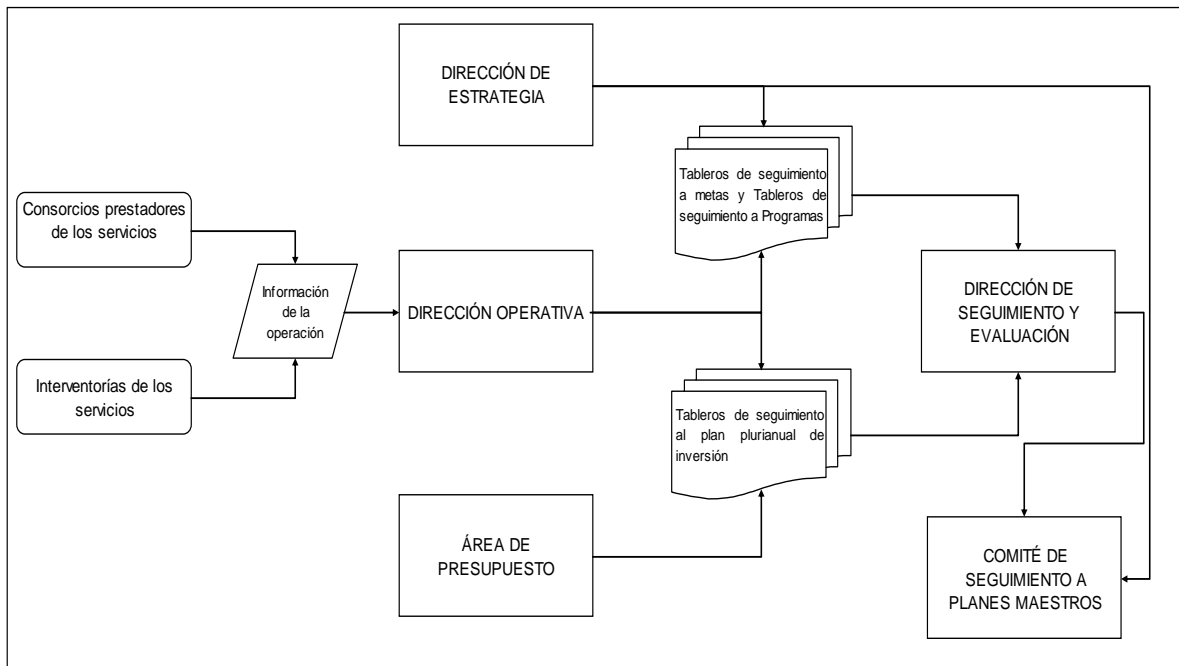 DIRECCIÓN DE
ESTRATEGIA
Tableros de seguimiento
a metas y Tableros de
seguimiento a Programas
Consorcios prestadores
de los servicios
Información
de la
operación
DIRECCIÓN OPERATIVA
DIRECCIÓN DE
SEGUIMIENTO Y
EVALUACIÓN
Interventorías de los
servicios
Tableros de seguimiento
al plan plurianual de
inversión
ÁREA DE
PRESUPUESTO
COMITÉ DE
SEGUIMIENTO A
PLANES MAESTROS